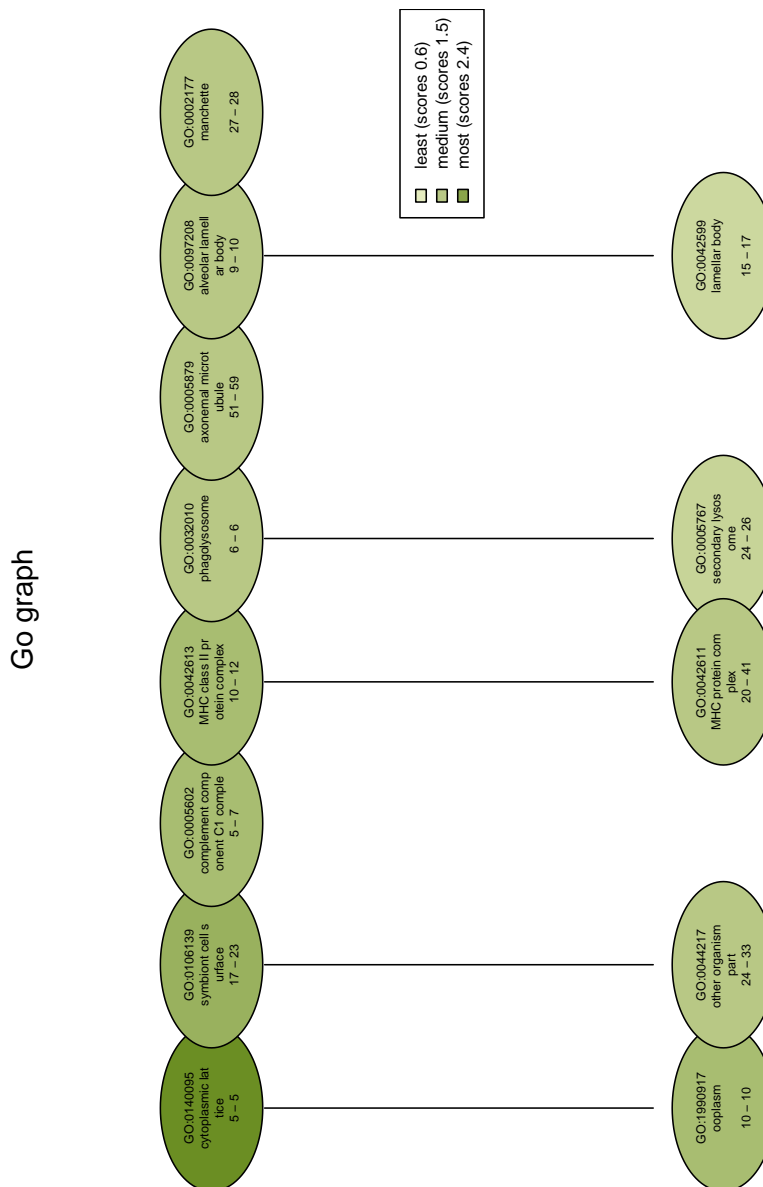 Go graph
GO:0140095
cytoplasmic lat
tice
5 – 5
GO:0106139
symbiont cell s
urface
17 – 23
GO:0005602
complement comp
onent C1 comple
5 – 7
GO:0042613
MHC class II pr
otein complex
10 – 12
GO:0032010
phagolysosome
6 – 6
GO:0005879
axonemal microt
ubule
51 – 59
GO:0097208
alveolar lamell
ar body
9 – 10
GO:0002177
manchette
27 – 28
least (scores 0.6)
medium (scores 1.5)
most (scores 2.4)
GO:1990917
ooplasm
10 – 10
GO:0044217
other organism
part
24 – 33
GO:0042611
MHC protein com
plex
20 – 41
GO:0005767
secondary lysos
ome
24 – 26
GO:0042599
lamellar body
15 – 17